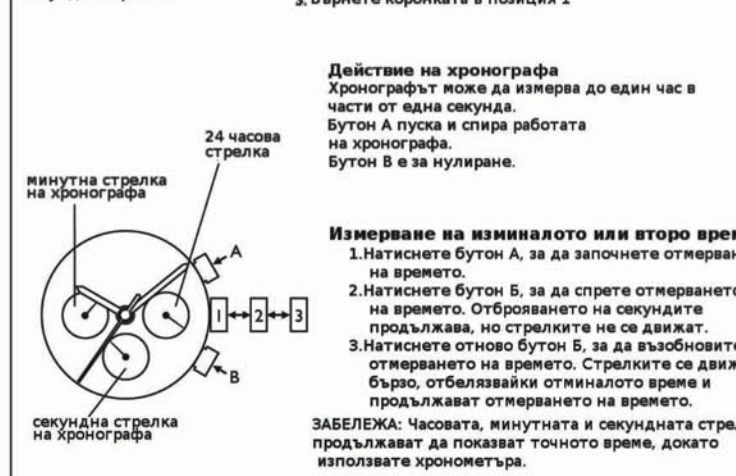 3. Върнете коронката в позиция 1
Действие на хронографа
Хронографът може да измерва до един час в
части от една секунда.
Бутон А пуска и спира работата
на хронографа.
Бутон В е за нулиране.
24 часова
стрелка
минутна стрелка
на хронографа
A
1 2 3
B
секундна стрелка
на хронографа
Измерване на изминалото или второ
1.Натиснете бутон А, за да започнете
на времето.
2.Натиснете бутон Б, за да спрете отмерването
на времето. Отброяването на секундите
продължава, но стрелките не се движат.
3.Натиснете отново бутон Б, за да възобновите
отмерването на времето. Стрелките се
бързо, отбелязвайки отминалото време и
продължават отмерването на времето.
ЗАБЕЛЕЖА: Часовата, минутната и секундната
продължават да показват точното време, докато
използвате хронометъра.